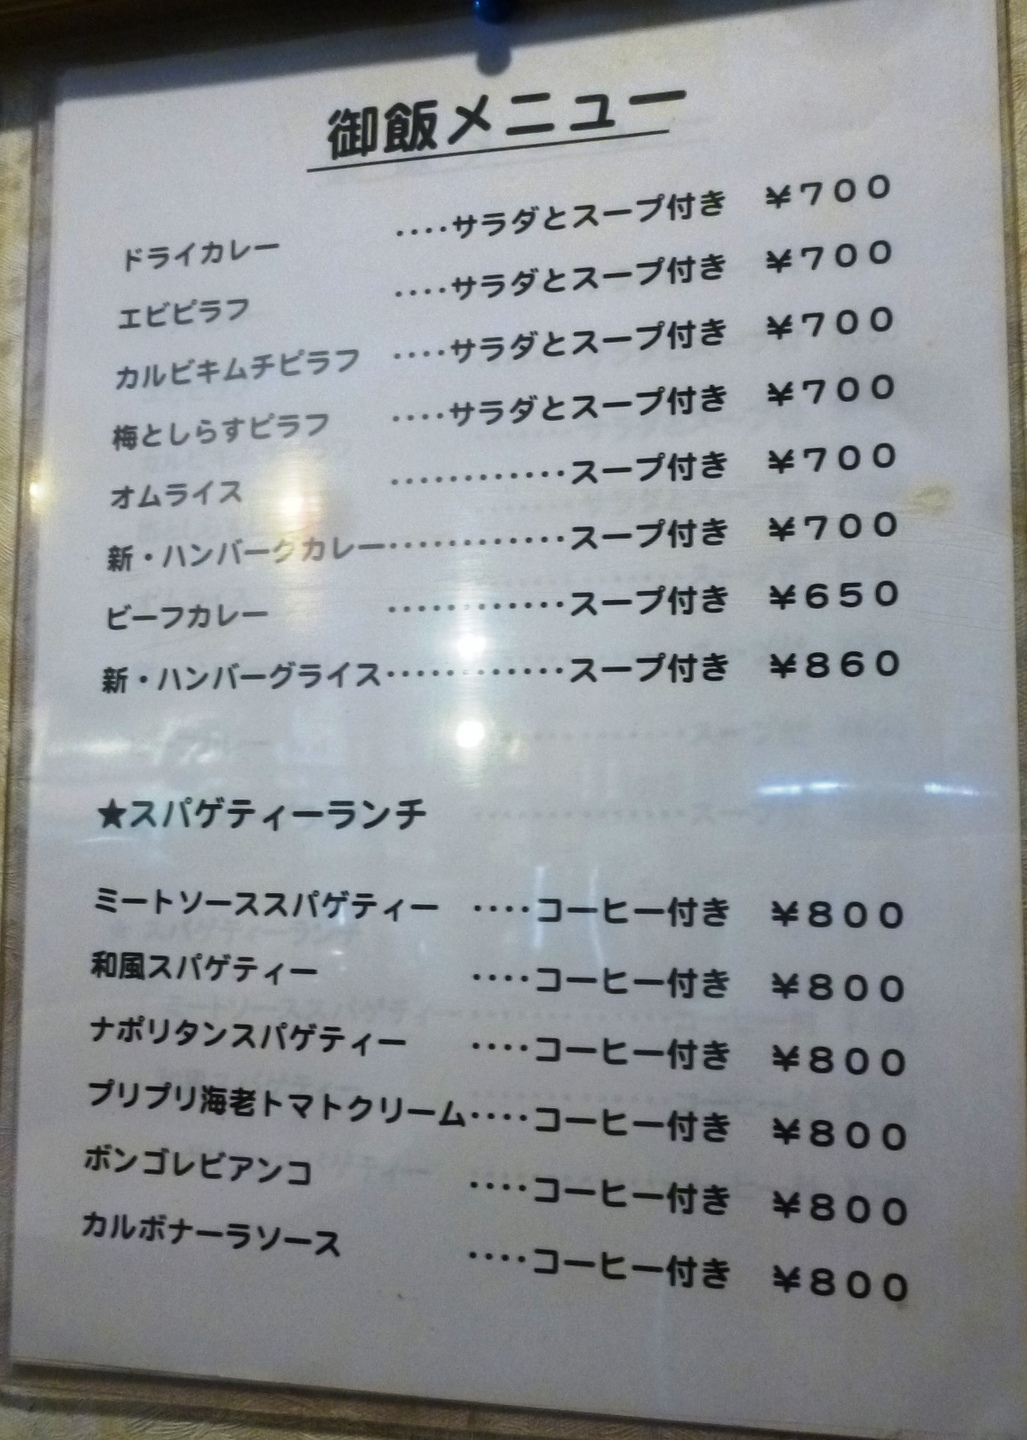 御飯メニュー
ドライカレー ････サラダとスープ付き ￥７００
エビピラフ ････サラダとスープ付き ￥７００
カルビキムチピラフ ････サラダとスープ付き ￥７００
梅としらすピラフ ････サラダとスープ付き ￥７００
オムライス ････････････スープ付き ￥７００
新・ハンバーグカレー････････････スープ付き ￥７００
ビーフカレー ････････････スープ付き ￥６５０
新・ハンバーグライス････････････スープ付き ￥８６０
★スパゲティーランチ
ミートソーススパゲティー ････コーヒー付き ￥８００
和風スパゲティー ････コーヒー付き ￥８００
ナポリタンスパゲティー ････コーヒー付き ￥８００
プリプリ海老トマトクリーム････コーヒー付き ￥８００
ボンゴレビアンコ ････コーヒー付き ￥８００
カルボナーラソース ････コーヒー付き ￥８００